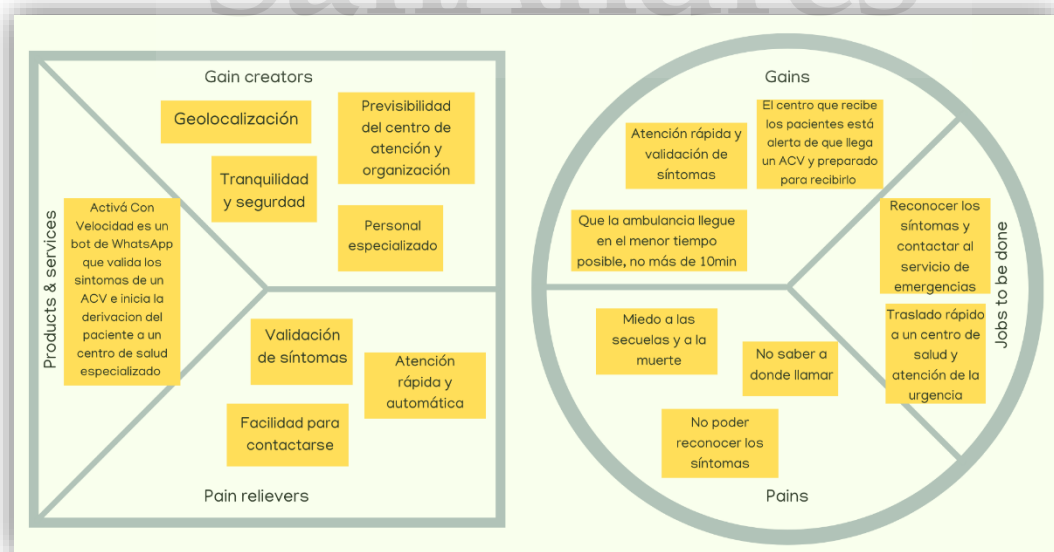 SanAndrés
Gain creators
Geolocalización
Previsibilidad
del centro de
atención y
organización
Tranquilidad
y segurdad
Personal
especializado
Products & services
Activá Con
Velocidad es un
bot de WhatsApp
que valida los
sintomas de un
ACV e inicia la
derivacion del
paciente a un
centro de salud
especializado
Validación
de síntomas
Atención
rápida y
automática
Facilidad para
contactarse
Pain relievers
Gains
Atención rápida y
validación de
síntomas
El centro que recibe
los pacientes está
alerta de que llega
un ACV y preparado
para recibirlo
Que la ambulancia llegue
en el menor tiempo
posible, no más de 10min
Reconocer los
síntomas y
contactar al
servicio de
emergencias
Traslado rápido
a un centro de
salud y
atención de la
urgencia
Jobs to be done
Miedo a las
secuelas y a la
muerte
No saber a
donde llamar
No poder
reconocer los
síntomas
Pains